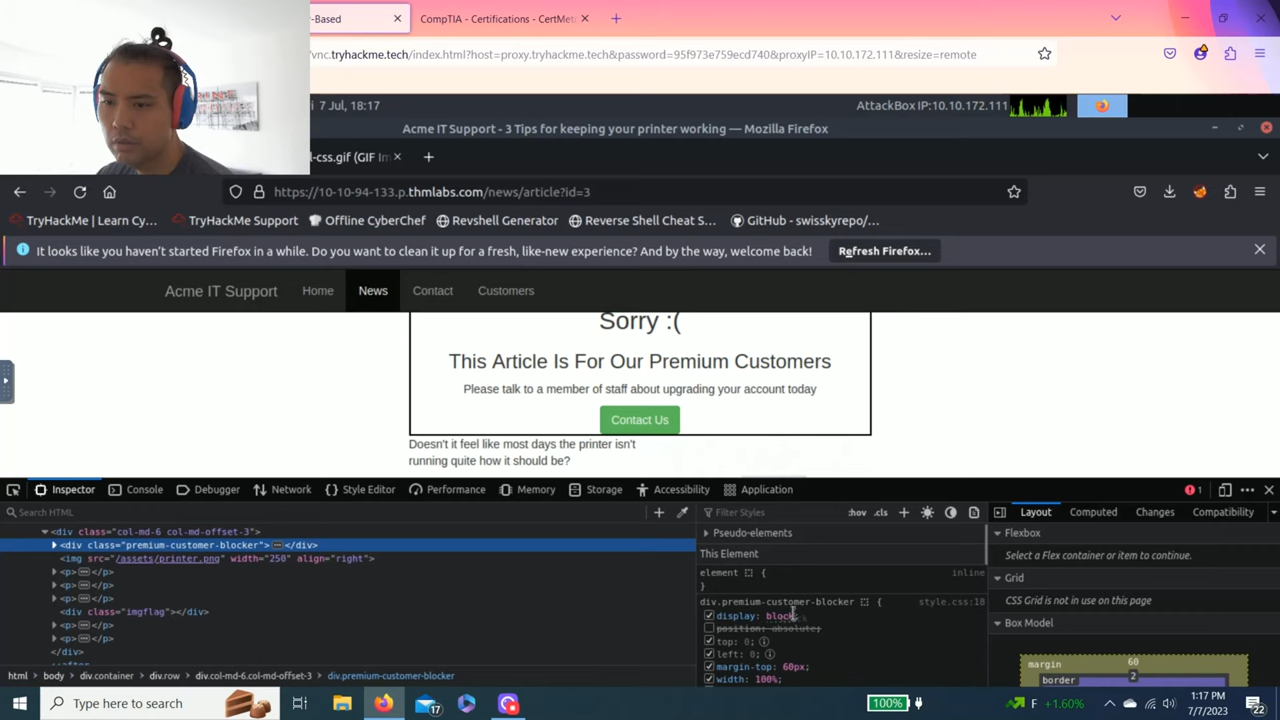 r-Based
CompTIA - Certifications - CertMet
vnc.tryhackme.tech/index.html?host=proxy.tryhackme.tech&password=95f973e759ecd740&proxyIP=10.10.172.111&resize=remote
i 7 Jul, 18:17
AttackBox IP:10.10.172.111
Acme IT Support - 3 Tips for keeping your printer working — Mozilla Firefox
l-css.gif (GIF Im
https://10-10-94-133.p.thmlabs.com/news/article?id=3
TryHackMe | Learn Cy...
TryHackMe Support
Offline CyberChef
Revshell Generator
Reverse Shell Cheat S...
GitHub - swisskyrepo/...
It looks like you haven't started Firefox in a while. Do you want to clean it up for a fresh, like-new experience? And by the way, welcome back!
Refresh Firefox...
Acme IT Support
Home
News
Contact
Customers
Sorry :(
This Article Is For Our Premium Customers
Please talk to a member of staff about upgrading your account today
Contact Us
Doesn't it feel like most days the printer isn't
running quite how it should be?
Inspector
Console
Debugger
Network
Style Editor
Performance
Memory
Storage
Accessibility
Application
1
Search HTML
Filter Styles
:hov .cls
Layout
Computed
Changes
Compatibility
<div class="col-md-6 col-md-offset-3">
<div class="premium-customer-blocker"></div>
<img src="/assets/printer.png" width="250" align="right">
<p></p>
<p></p>
<p></p>
<div class="imgflag"></div>
<p></p>
<p></p>
</div>
::after
Pseudo-elements
This Element
element {
inline
}
div.premium-customer-blocker {
style.css:18
display: block;
position: absolute;
top: 0;
left: 0;
margin-top: 60px;
width: 100%;
Flexbox
Select a Flex container or item to continue.
Grid
CSS Grid is not in use on this page
Box Model
margin
60
border
2
html
body
div.container
div.row
div.col-md-6.col-md-offset-3
div.premium-customer-blocker
Type here to search
17
100%
F +1.60%
1:17 PM
7/7/2023
22